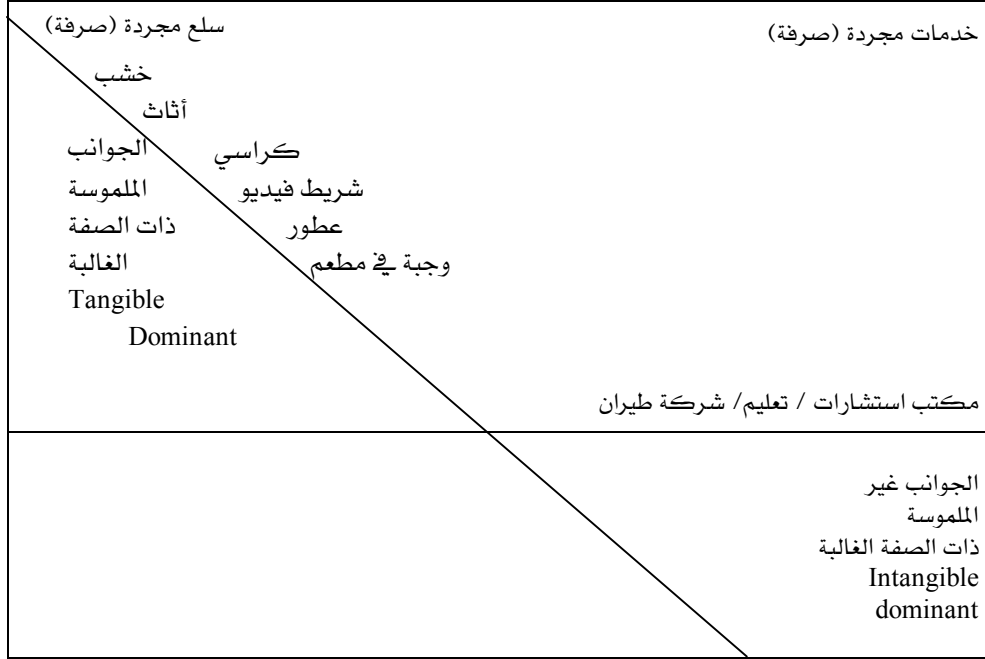 خدمات مجردة (صرفة)
سلع مجردة (صرفة)
خشب
أثاث
كراسي
شريط فيديو
عطور
وجبة في مطعم
الجوانب
الملموسة
ذات الصفة
الغالبة
Tangible
Dominant
مكتب استشارات / تعليم/ شركة طيران
الجوانب غير
الملموسة
ذات الصفة الغالبة
Intangible
dominant